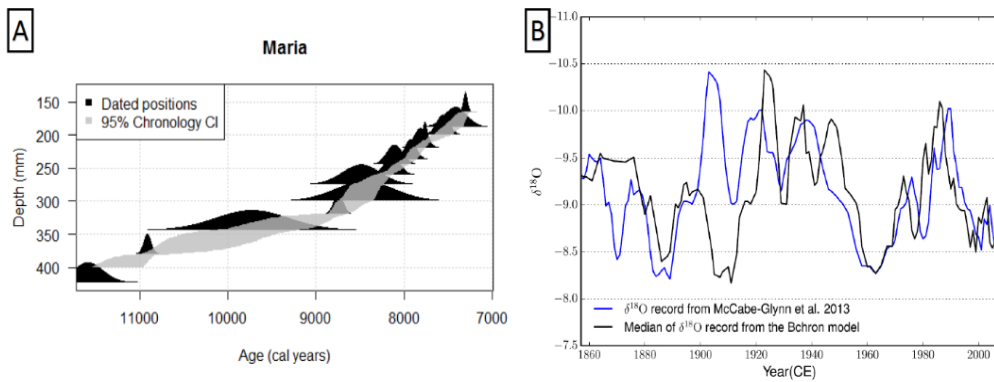 A
Maria
Dated positions
95% Chronology CI
150
200
250
300
350
400
Depth (mm)
11000 10000 9000 8000 7000
Age (cal years)
B
−11.0
−10.5
−10.0
−9.5
−9.0
−8.5
−8.0
−7.5
δ¹⁸O
δ¹⁸O record from McCabe-Glynn et al. 2013
Median of δ¹⁸O record from the Bchron model
1860 1880 1900 1920 1940 1960 1980 2000
Year(CE)